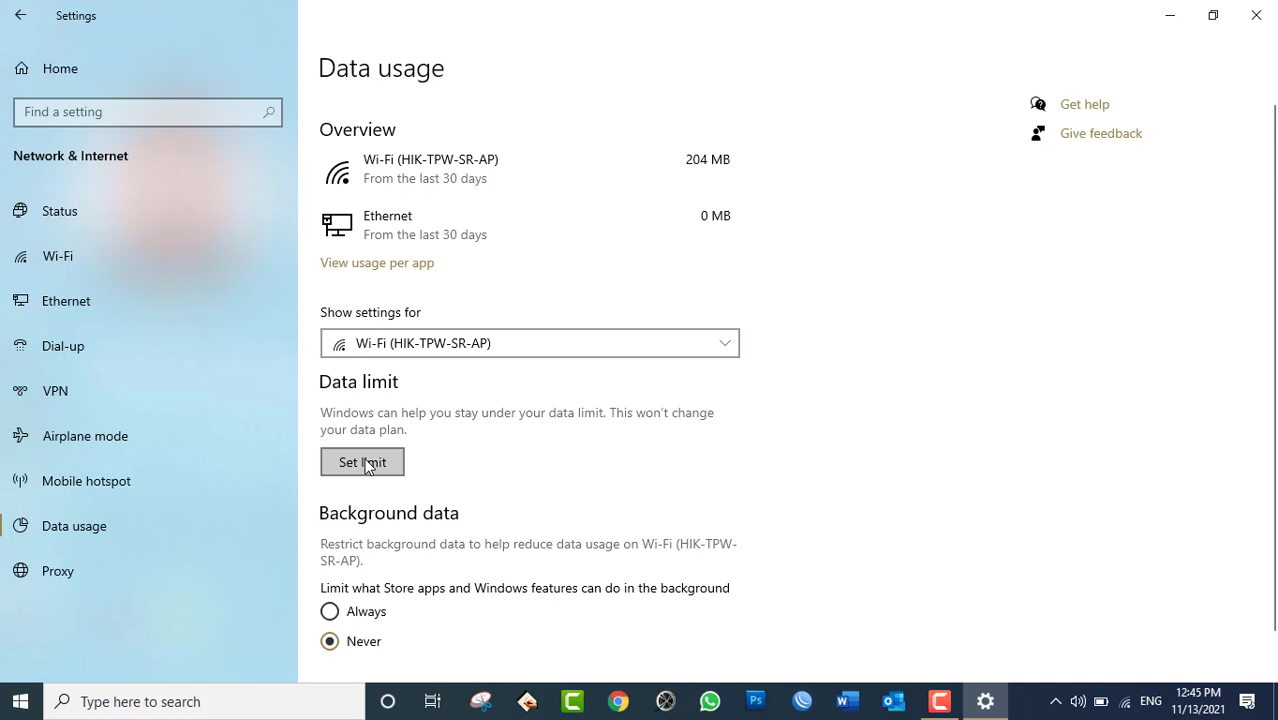 Settings
Home
Find a setting
Network & Internet
Status
Wi-Fi
Ethernet
Dial-up
VPN
Airplane mode
Mobile hotspot
Data usage
Proxy
Data usage
Overview
Wi-Fi (HIK-TPW-SR-AP) 204 MB
From the last 30 days
Ethernet 0 MB
From the last 30 days
View usage per app
Show settings for
Wi-Fi (HIK-TPW-SR-AP)
Data limit
Windows can help you stay under your data limit. This won't change
your data plan.
Set limit
Background data
Restrict background data to help reduce data usage on Wi-Fi (HIK-TPW-
SR-AP).
Limit what Store apps and Windows features can do in the background
Always
Never
Get help
Give feedback
Type here to search
ENG
12:45 PM
11/13/2021